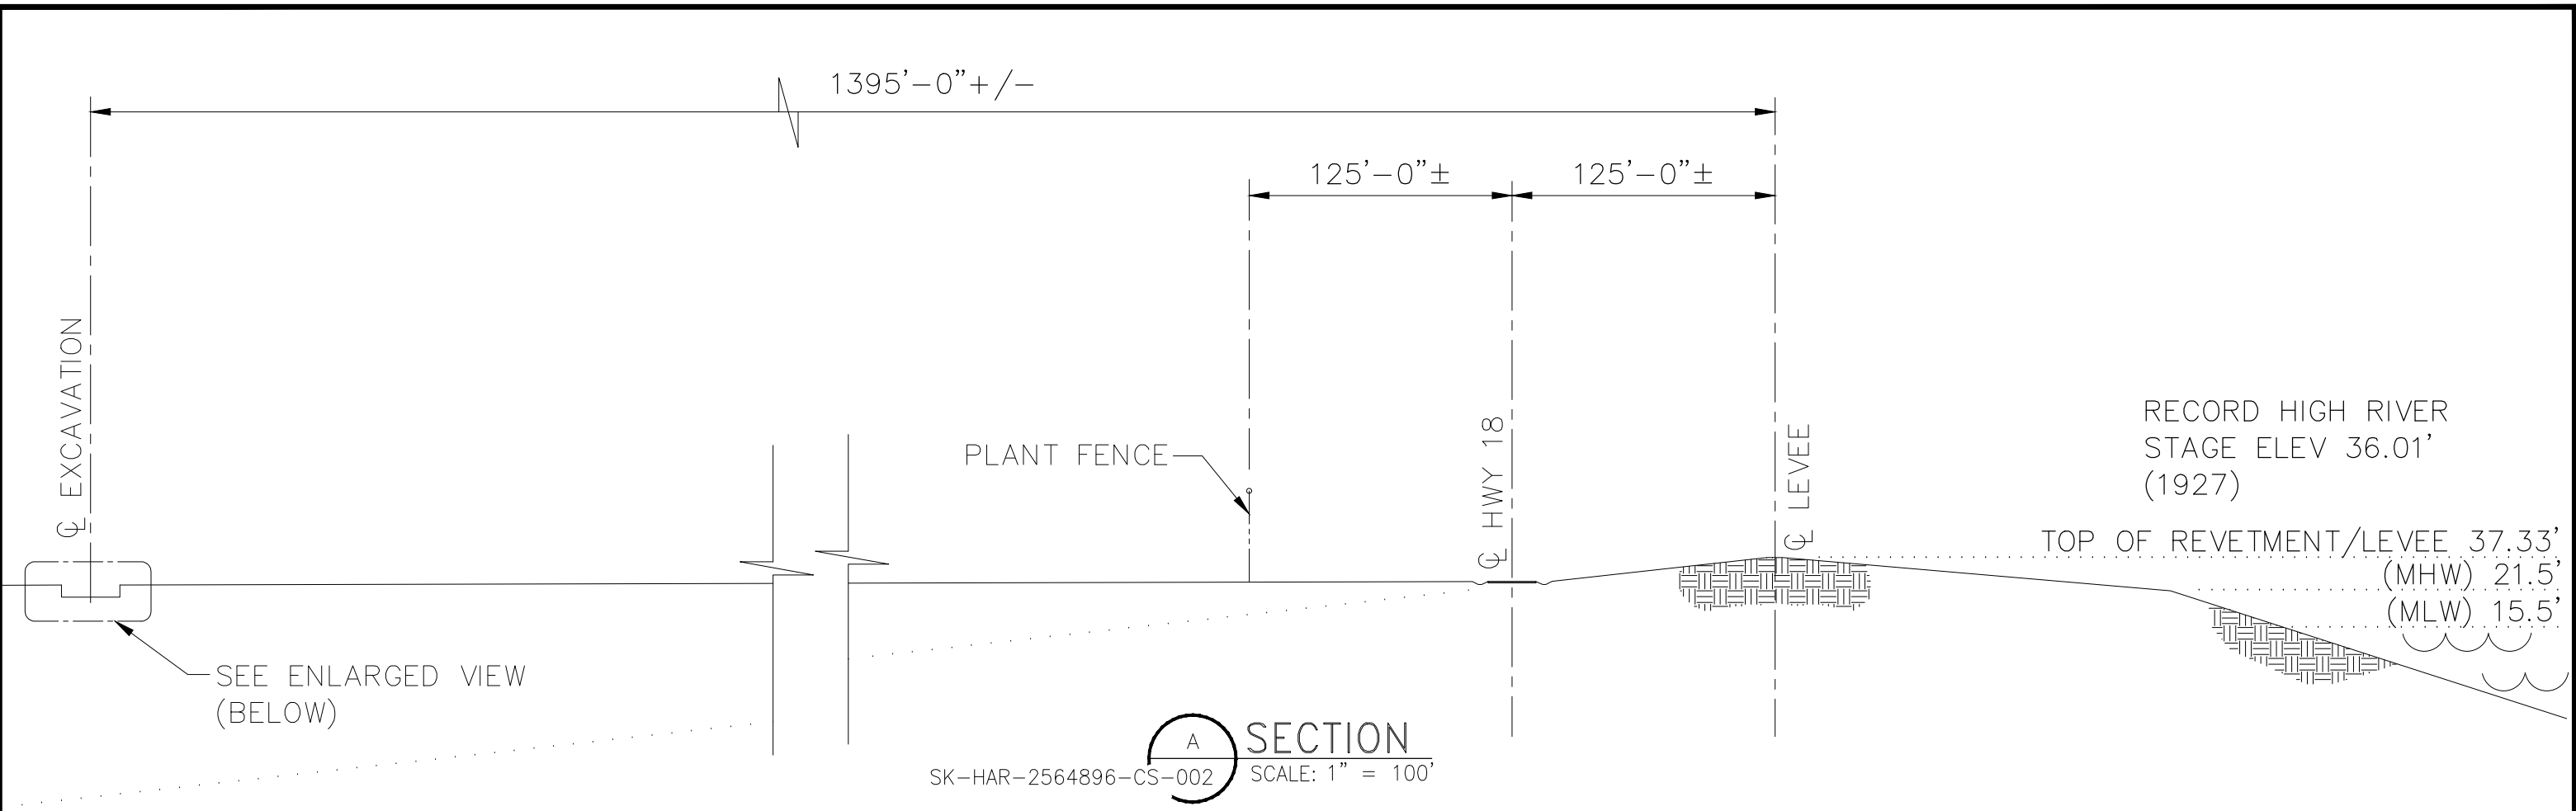 1395'-0"+/-
125'-0"±
125'-0"±
℄ EXCAVATION
PLANT FENCE
℄ HWY 18
℄ LEVEE
RECORD HIGH RIVER
STAGE ELEV 36.01'
(1927)
TOP OF REVETMENT/LEVEE 37.33'
(MHW) 21.5'
(MLW) 15.5'
SEE ENLARGED VIEW
(BELOW)
A
SECTION
SK-HAR-2564896-CS-002
SCALE: 1" = 100'